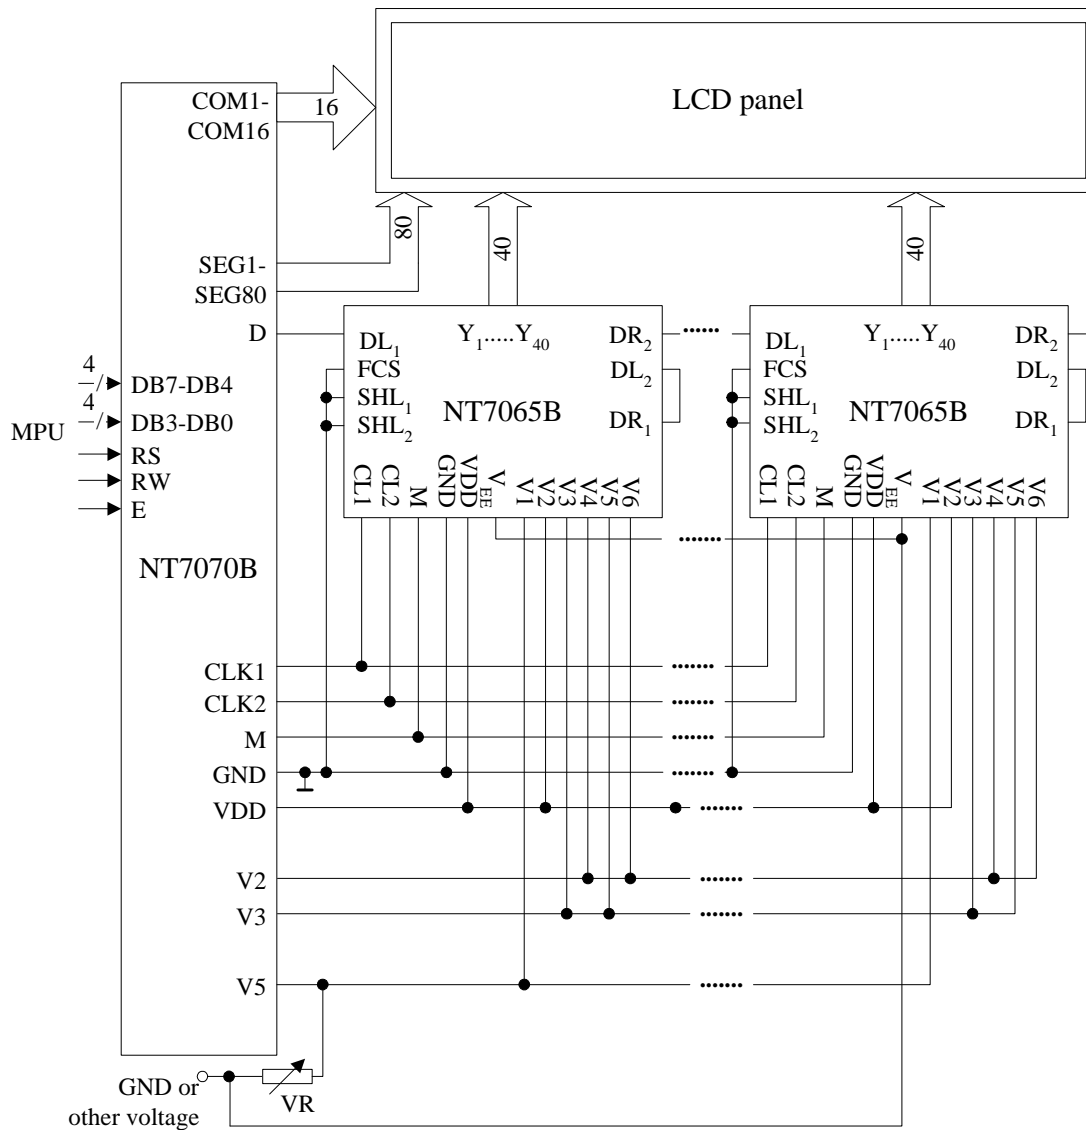 LCD panel
COM1-
COM16
16
80
40
40
SEG1-
SEG80
D
DL1
Y1.....Y40
DR2
FCS
DL2
SHL1
SHL2
NT7065B
DR1
CL1
CL2
M
GND
VDD
VEE
V1
V2
V3
V4
V5
V6
DL1
Y1.....Y40
DR2
FCS
DL2
SHL1
SHL2
NT7065B
DR1
CL1
CL2
M
GND
VDD
VEE
V1
V2
V3
V4
V5
V6
4
DB7-DB4
4
DB3-DB0
MPU
RS
RW
E
NT7070B
CLK1
CLK2
M
GND
VDD
V2
V3
V5
GND or
other voltage
VR